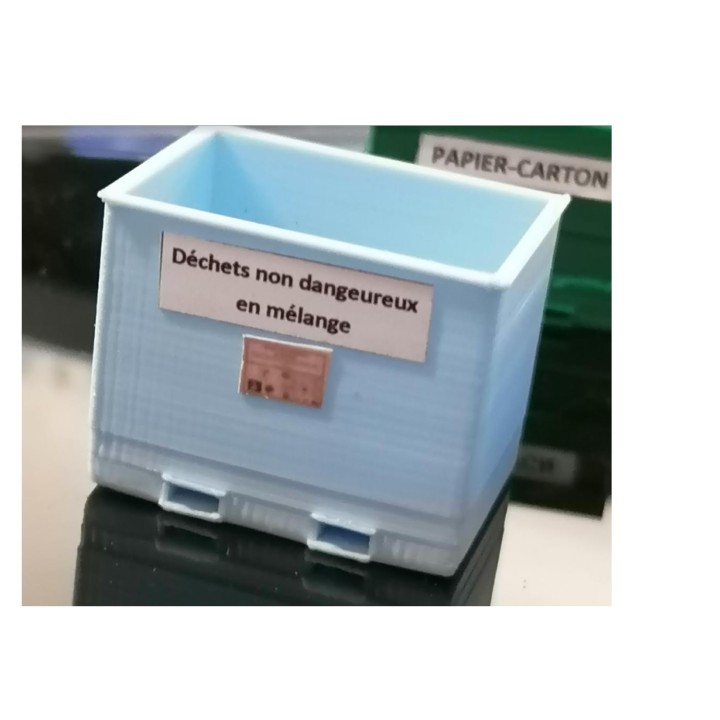 PAPIER-CARTON
Déchets non dangeureux
en mélange